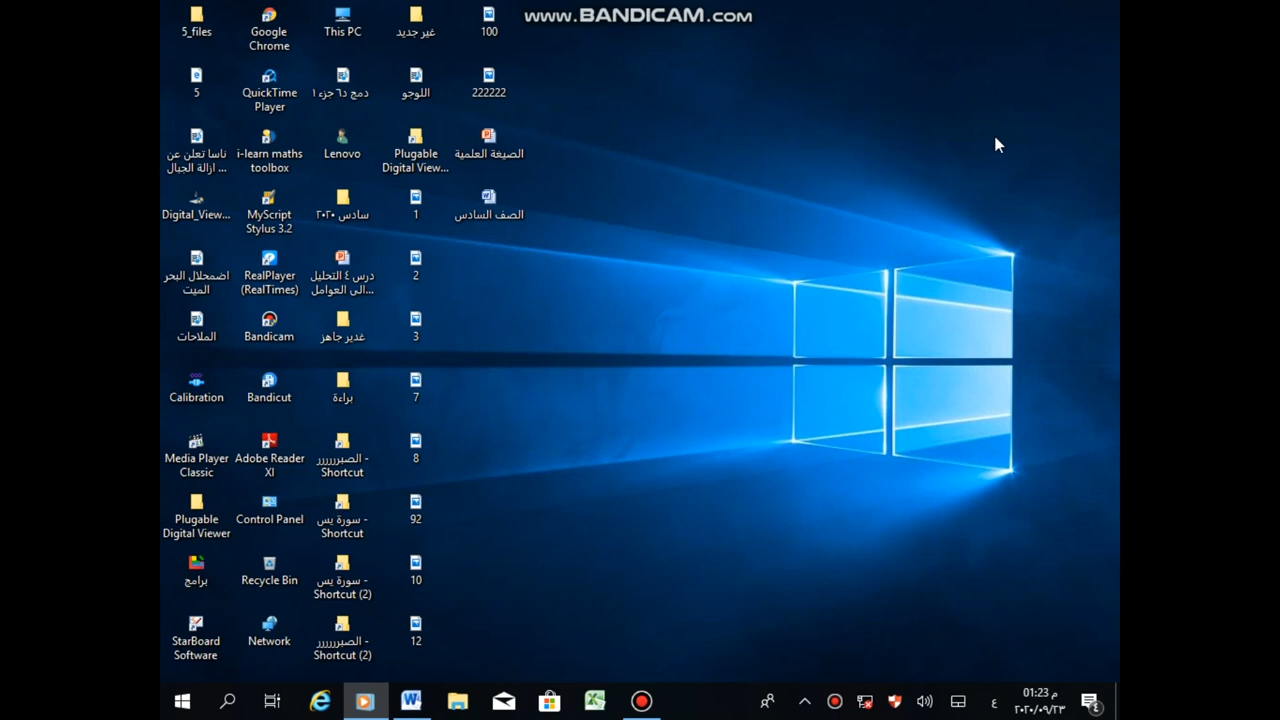 www.BANDICAM.com
5_files
Google
Chrome
This PC
غير جديد
100
5
QuickTime
Player
دمج د٦ جزء ١
اللوجو
222222
ناسا تعلن عن
ازالة الجبال ...
i-learn maths
toolbox
Lenovo
Plugable
Digital View...
الصيغة العلمية
Digital_View...
MyScript
Stylus 3.2
سادس ٢٠٢٠
1
الصف السادس
اضمحلال البحر
الميت
RealPlayer
(RealTimes)
درس ٤ التحليل
الى العوامل...
2
الملاحات
Bandicam
غدير جاهز
3
Calibration
Bandicut
براءة
7
Media Player
Classic
Adobe Reader
XI
الصبرررررر -
Shortcut
8
Plugable
Digital Viewer
Control Panel
سورة يس -
Shortcut
92
برامج
Recycle Bin
سورة يس -
Shortcut (2)
10
StarBoard
Software
Network
الصبرررررر -
Shortcut (2)
12
ع
01:23 م
٢٠٢٠/٠٩/٢٣
٤